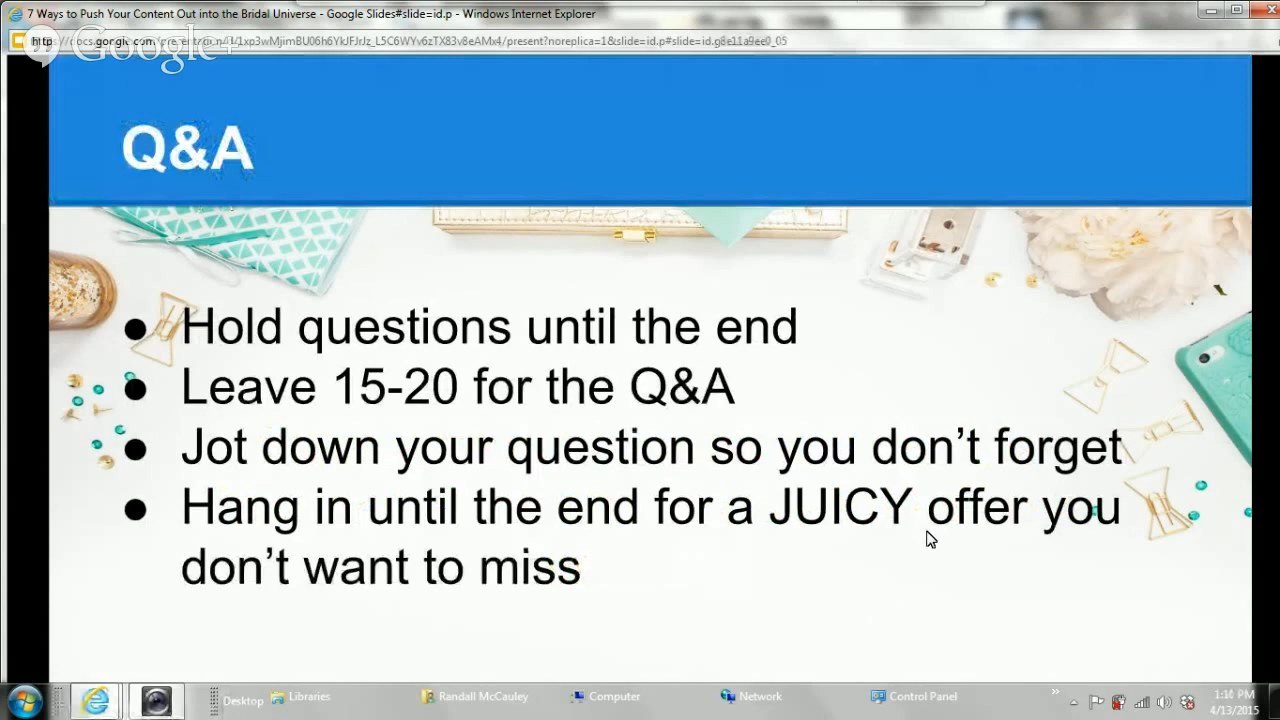 7 Ways to Push Your Content Out into the Bridal Universe - Google Slides#slide=id.p - Windows Internet Explorer
Google+
Q&A
● Hold questions until the end
● Leave 15-20 for the Q&A
● Jot down your question so you don’t forget
● Hang in until the end for a JUICY offer you
don’t want to miss
Desktop
Libraries
Randall McCauley
Computer
Network
Control Panel
»
4/13/2015